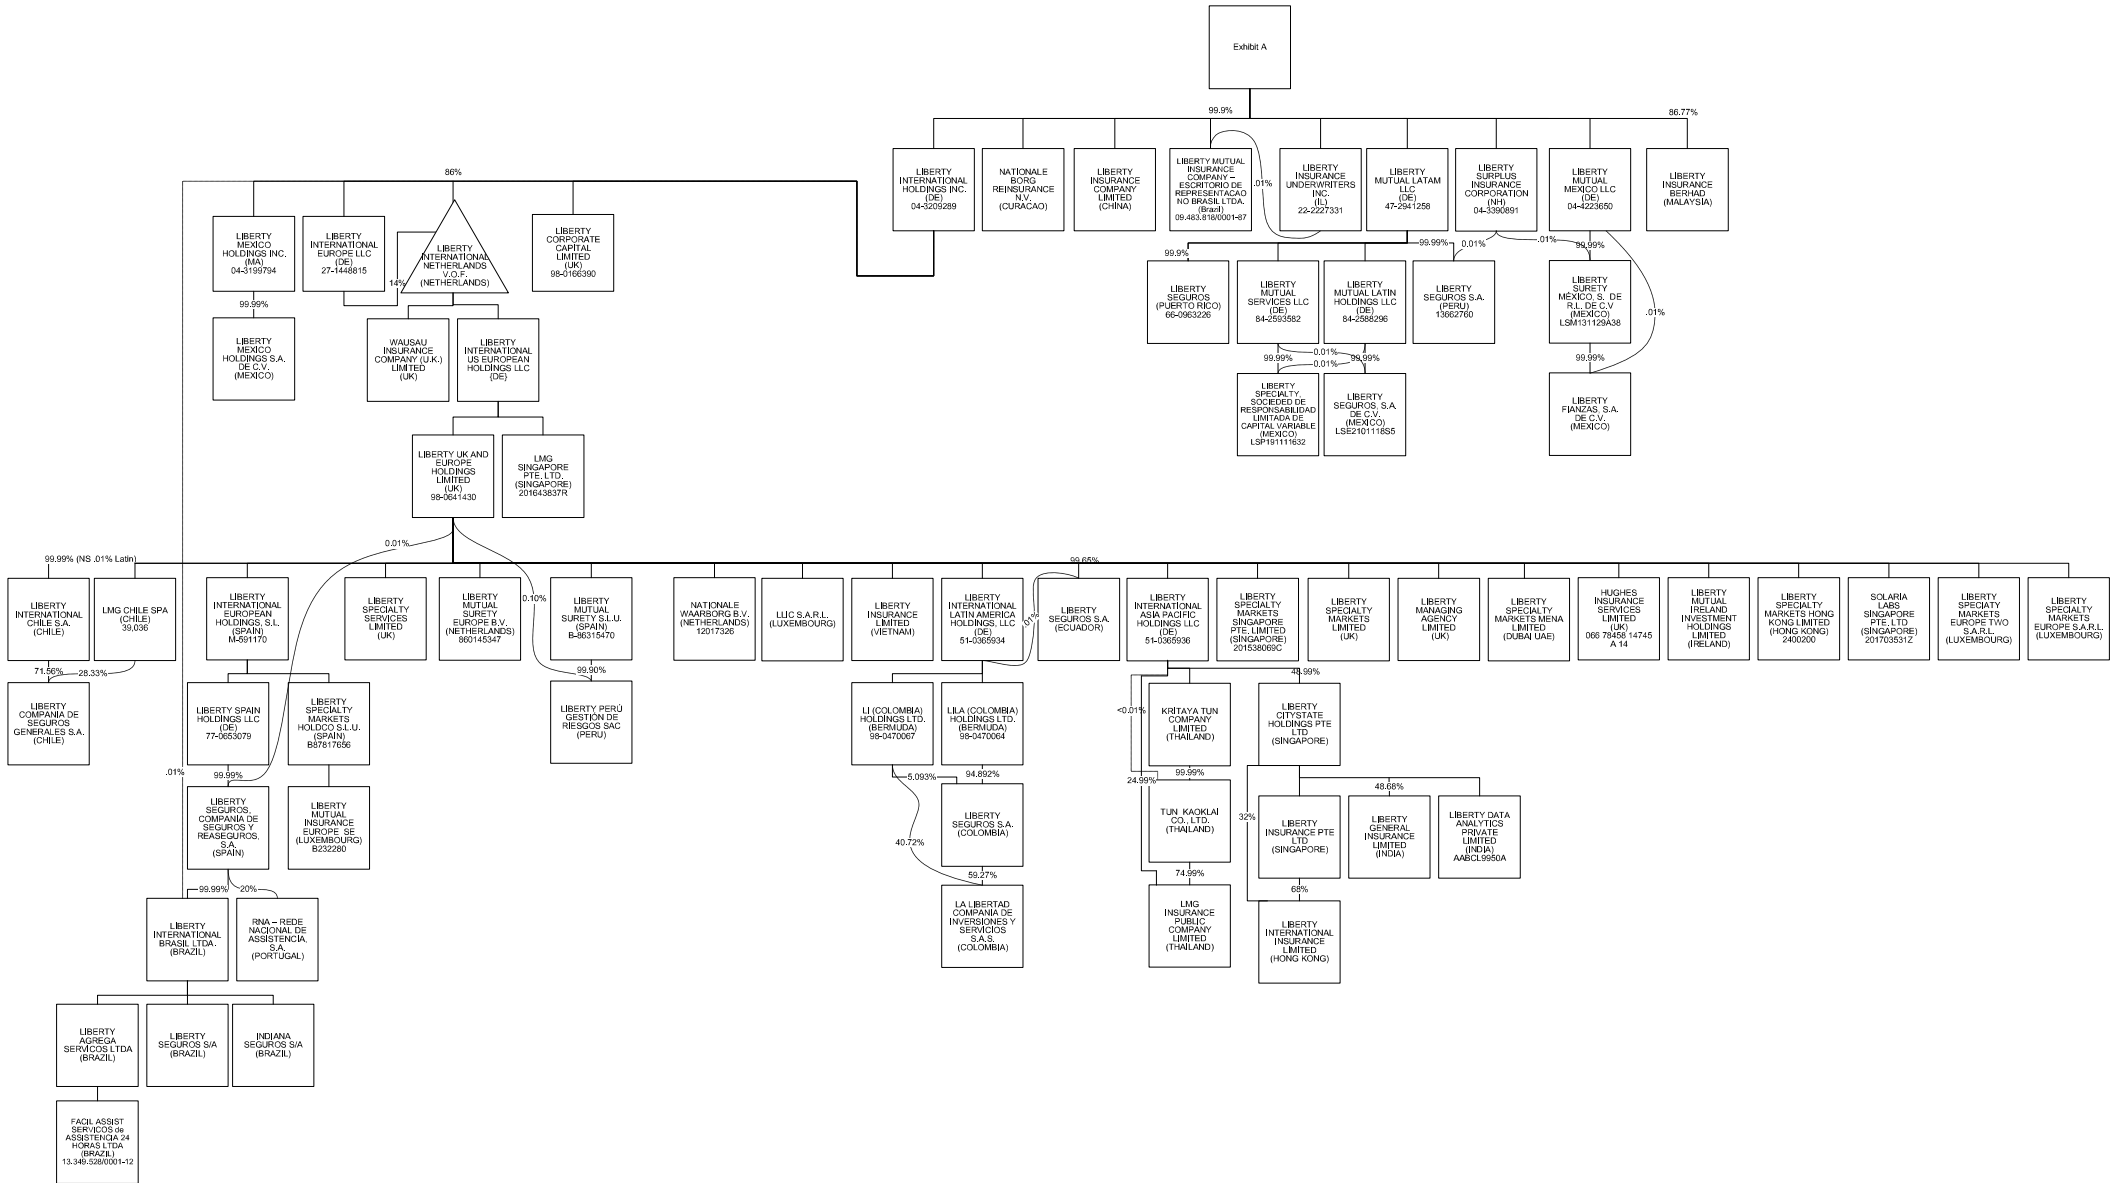 Exhibit A
99.9%
86.77%
LIBERTY
INTERNATIONAL
HOLDINGS INC.
(DE)
04-3209289
NATIONALE
BORG
REINSURANCE
N.V.
(CURACAO)
LIBERTY
INSURANCE
COMPANY
LIMITED
(CHINA)
LIBERTY MUTUAL
INSURANCE
COMPANY –
ESCRITORIO DE
REPRESENTACAO
NO BRASIL LTDA.
(Brazil)
09.483.818/0001-87
.01%
LIBERTY
INSURANCE
UNDERWRITERS
INC.
(IL)
22-2227331
LIBERTY
MUTUAL LATAM
LLC
(DE)
47-2941258
LIBERTY
SURPLUS
INSURANCE
CORPORATION
(NH)
04-3390891
LIBERTY
MUTUAL
MEXICO LLC
(DE)
04-4223650
LIBERTY
INSURANCE
BERHAD
(MALAYSIA)
86%
LIBERTY
MEXICO
HOLDINGS INC.
(MA)
04-3199794
LIBERTY
INTERNATIONAL
EUROPE LLC
(DE)
27-1448815
14%
LIBERTY
INTERNATIONAL
NETHERLANDS
V.O.F.
(NETHERLANDS)
LIBERTY
CORPORATE
CAPITAL
LIMITED
(UK)
98-0166390
99.9%
99.99%
0.01%
.01%
99.99%
.01%
LIBERTY
SEGUROS
(PUERTO RICO)
66-0963226
LIBERTY
MUTUAL
SERVICES LLC
(DE)
84-2593582
LIBERTY
MUTUAL LATIN
HOLDINGS LLC
(DE)
84-2588296
LIBERTY
SEGUROS S.A.
(PERU)
13662760
LIBERTY
SURETY
MÉXICO, S. DE
R.L. DE C.V
(MEXICO)
LSM131129A38
99.99%
LIBERTY
MEXICO
HOLDINGS S.A.
DE C.V.
(MEXICO)
WAUSAU
INSURANCE
COMPANY (U.K.)
LIMITED
(UK)
LIBERTY
INTERNATIONAL
US EUROPEAN
HOLDINGS LLC
(DE)
99.99%
0.01%
0.01%
99.99%
99.99%
LIBERTY
SPECIALTY,
SOCIEDED DE
RESPONSABILIDAD
LIMITADA DE
CAPITAL VARIABLE
(MEXICO)
LSP191111632
LIBERTY
SEGUROS, S.A.
DE C.V.
(MEXICO)
LSE2101118S5
LIBERTY
FIANZAS, S.A.
DE C.V.
(MEXICO)
LIBERTY UK AND
EUROPE
HOLDINGS
LIMITED
(UK)
98-0641430
LMG
SINGAPORE
PTE. LTD.
(SINGAPORE)
201643837R
99.99% (NS .01% Latin)
0.01%
0.10%
99.65%
LIBERTY
INTERNATIONAL
CHILE S.A.
(CHILE)
LMG CHILE SPA
(CHILE)
39,036
LIBERTY
INTERNATIONAL
EUROPEAN
HOLDINGS, S.L.
(SPAIN)
M-591170
LIBERTY
SPECIALTY
SERVICES
LIMITED
(UK)
LIBERTY
MUTUAL
SURETY
EUROPE B.V.
(NETHERLANDS)
860145347
LIBERTY
MUTUAL
SURETY S.L.U.
(SPAIN)
B-86315470
NATIONALE
WAARBORG B.V.
(NETHERLANDS)
12017326
LIJC S.A.R.L.
(LUXEMBOURG)
LIBERTY
INSURANCE
LIMITED
(VIETNAM)
LIBERTY
INTERNATIONAL
LATIN AMERICA
HOLDINGS, LLC
(DE)
51-0365934
.01%
LIBERTY
SEGUROS S.A.
(ECUADOR)
LIBERTY
INTERNATIONAL
ASIA PACIFIC
HOLDINGS LLC
(DE)
51-0365936
LIBERTY
SPECIALTY
MARKETS
SINGAPORE
PTE. LIMITED
(SINGAPORE)
201538069C
LIBERTY
SPECIALTY
MARKETS
LIMITED
(UK)
LIBERTY
MANAGING
AGENCY
LIMITED
(UK)
LIBERTY
SPECIALTY
MARKETS MENA
LIMITED
(DUBAI UAE)
HUGHES
INSURANCE
SERVICES
LIMITED
(UK)
066 78458 14745
A 14
LIBERTY
MUTUAL
IRELAND
INVESTMENT
HOLDINGS
LIMITED
(IRELAND)
LIBERTY
SPECIALTY
MARKETS HONG
KONG LIMITED
(HONG KONG)
2400200
SOLARIA
LABS
SINGAPORE
PTE. LTD
(SINGAPORE)
201703531Z
LIBERTY
SPECIATY
MARKETS
EUROPE TWO
S.A.R.L.
(LUXEMBOURG)
LIBERTY
SPECIALTY
MARKETS
EUROPE S.A.R.L.
(LUXEMBOURG)
71.56%
28.33%
99.90%
48.99%
LIBERTY
COMPANIA DE
SEGUROS
GENERALES S.A.
(CHILE)
LIBERTY SPAIN
HOLDINGS LLC
(DE)
77-0653079
LIBERTY
SPECIALTY
MARKETS
HOLDCO S.L.U.
(SPAIN)
B87817656
LIBERTY PERÚ
GESTIÓN DE
RIESGOS SAC
(PERU)
LI (COLOMBIA)
HOLDINGS LTD.
(BERMUDA)
98-0470067
LILA (COLOMBIA)
HOLDINGS LTD.
(BERMUDA)
98-0470064
<0.01%
KRITAYA TUN
COMPANY
LIMITED
(THAILAND)
LIBERTY
CITYSTATE
HOLDINGS PTE
LTD
(SINGAPORE)
.01%
99.99%
5.093%
94.892%
24.99%
99.99%
48.68%
LIBERTY
SEGUROS,
COMPANÍA DE
SEGUROS Y
REASEGUROS,
S.A.
(SPAIN)
LIBERTY
MUTUAL
INSURANCE
EUROPE SE
(LUXEMBOURG)
B232280
40.72%
LIBERTY
SEGUROS S.A.
(COLOMBIA)
TUN KAOKLAI
CO., LTD.
(THAILAND)
32%
LIBERTY
INSURANCE PTE
LTD
(SINGAPORE)
LIBERTY
GENERAL
INSURANCE
LIMITED
(INDIA)
LIBERTY DATA
ANALYTICS
PRIVATE
LIMITED
(INDIA)
AABCL9950A
99.99%
20%
59.27%
74.99%
68%
LIBERTY
INTERNATIONAL
BRASIL LTDA.
(BRAZIL)
RNA – REDE
NACIONAL DE
ASSISTENCIA,
S.A.
(PORTUGAL)
LA LIBERTAD
COMPANIA DE
INVERSIONES Y
SERVICIOS
S.A.S.
(COLOMBIA)
LMG
INSURANCE
PUBLIC
COMPANY
LIMITED
(THAILAND)
LIBERTY
INTERNATIONAL
INSURANCE
LIMITED
(HONG KONG)
LIBERTY
AGREGA
SERVICOS LTDA
(BRAZIL)
LIBERTY
SEGUROS S/A
(BRAZIL)
INDIANA
SEGUROS S/A
(BRAZIL)
FACIL ASSIST
SERVICOS de
ASSISTENCIA 24
HORAS LTDA
(BRAZIL)
13.349.528/0001-12